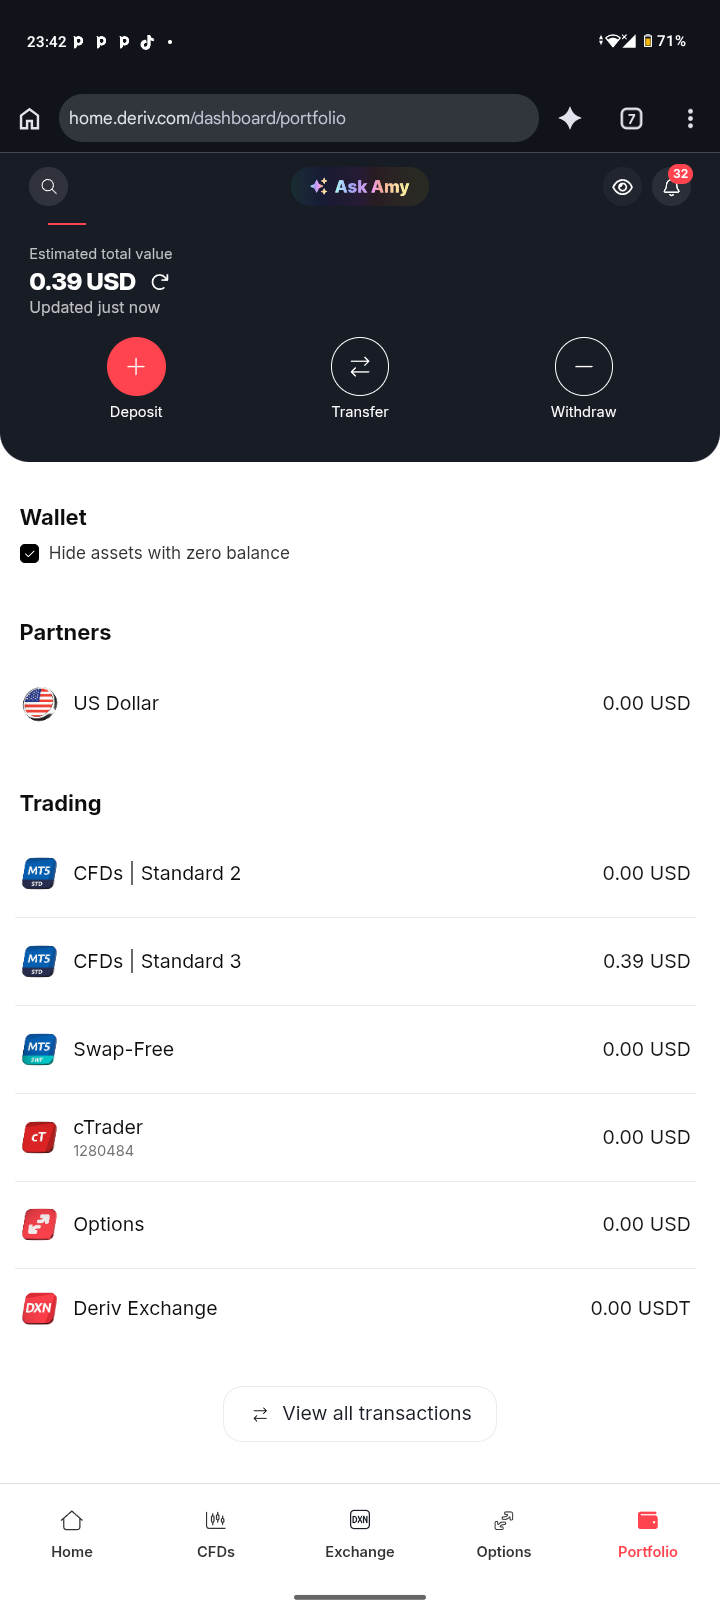 23:42
71%
home.deriv.com/dashboard/portfolio
7
Ask Amy
32
Estimated total value
0.39 USD
Updated just now
Deposit
Transfer
Withdraw
Wallet
Hide assets with zero balance
Partners
US Dollar
0.00 USD
Trading
MT5
STD
CFDs | Standard 2
0.00 USD
MT5
STD
CFDs | Standard 3
0.39 USD
MT5
SWF
Swap-Free
0.00 USD
cT
cTrader
1280484
0.00 USD
Options
0.00 USD
DXN
Deriv Exchange
0.00 USDT
View all transactions
Home
CFDs
DXN
Exchange
Options
Portfolio